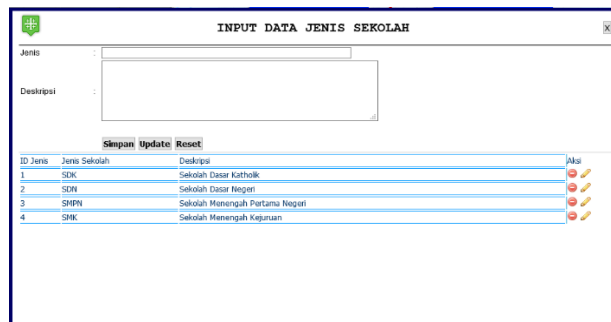 INPUT DATA JENIS SEKOLAH
X
Jenis :
Deskripsi :
Simpan Update Reset
ID Jenis Jenis Sekolah Deskripsi Aksi
1 SDK Sekolah Dasar Katholik
2 SDN Sekolah Dasar Negeri
3 SMPN Sekolah Menengah Pertama Negeri
4 SMK Sekolah Menengah Kejuruan